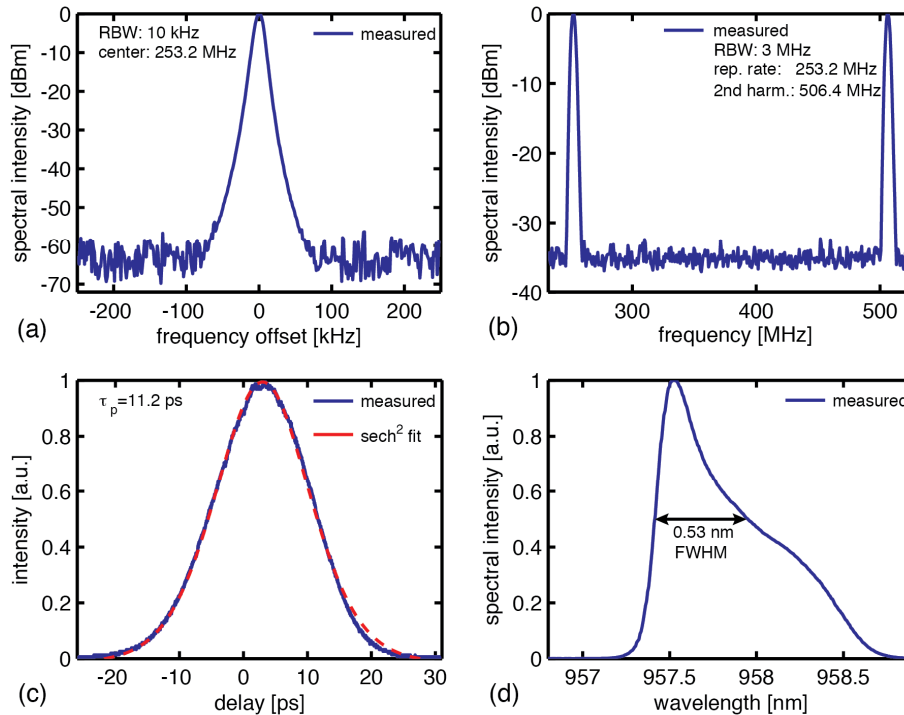 RBW: 10 kHz
center: 253.2 MHz
measured
0
-10
-20
-30
-40
-50
-60
-70
spectral intensity [dBm]
-200
-100
0
100
200
frequency offset [kHz]
(a)
measured
RBW: 3 MHz
rep. rate: 253.2 MHz
2nd harm.: 506.4 MHz
0
-10
-20
-30
-40
spectral intensity [dBm]
300
400
500
frequency [MHz]
(b)
τp=11.2 ps
measured
sech² fit
1
0.8
0.6
0.4
0.2
0
intensity [a.u.]
-20
-10
0
10
20
30
delay [ps]
(c)
measured
0.53 nm
FWHM
1
0.8
0.6
0.4
0.2
0
spectral intensity [a.u.]
957
957.5
958
958.5
wavelength [nm]
(d)